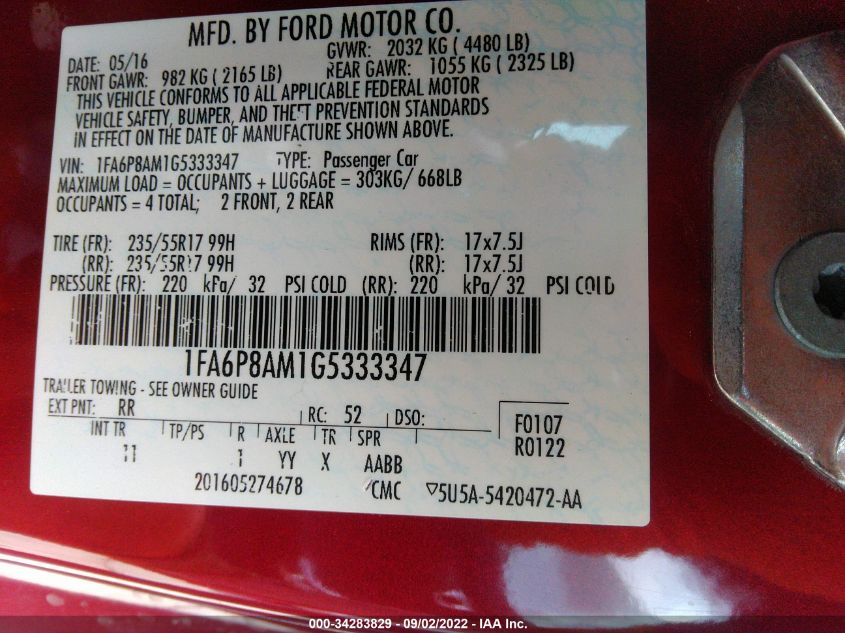 MFD. BY FORD MOTOR CO.
DATE: 05/16 GVWR: 2032 KG ( 4480 LB)
FRONT GAWR: 982 KG ( 2165 LB) REAR GAWR: 1055 KG ( 2325 LB)
THIS VEHICLE CONFORMS TO ALL APPLICABLE FEDERAL MOTOR
VEHICLE SAFETY, BUMPER, AND THEFT PREVENTION STANDARDS
IN EFFECT ON THE DATE OF MANUFACTURE SHOWN ABOVE.
VIN: 1FA6P8AM1G5333347 TYPE: Passenger Car
MAXIMUM LOAD = OCCUPANTS + LUGGAGE = 303KG/ 668LB
OCCUPANTS = 4 TOTAL; 2 FRONT, 2 REAR
TIRE (FR): 235/55R17 99H RIMS (FR): 17x7.5J
(RR): 235/55R17 99H (RR): 17x7.5J
PRESSURE (FR): 220 kPa/ 32 PSI COLD (RR): 220 kPa/ 32 PSI COLD
1FA6P8AM1G5333347
TRAILER TOWING - SEE OWNER GUIDE
EXT PNT: RR RC: 52 DSO: F0107
INT TR TP/PS R AXLE TR SPR R0122
11 1 YY X AABB
201605274678 CMC ▽5U5A-5420472-AA
000-34283829 - 09/02/2022 - IAA Inc.